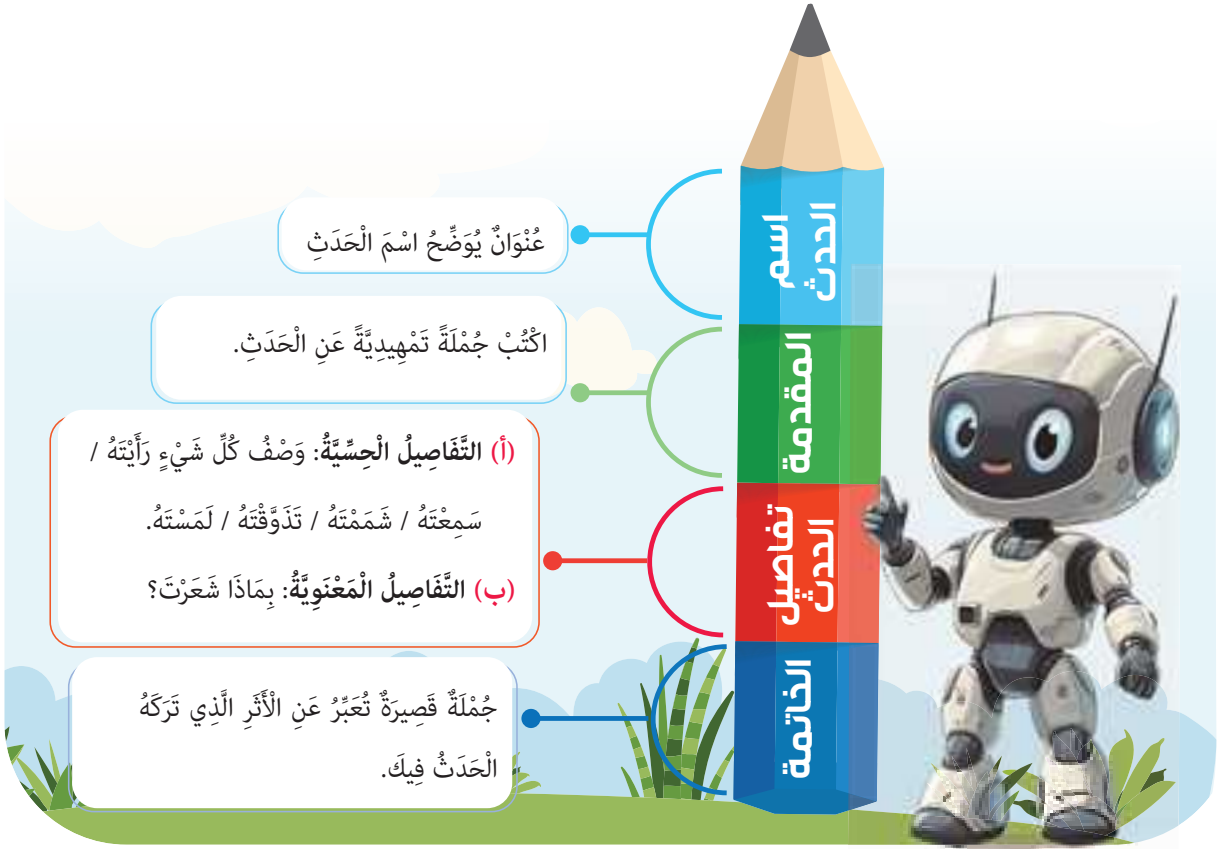 اسم
الحدث
عُنْوَانٌ يُوَضِّحُ اسْمَ الْحَدَثِ
المقدمة
اكْتُبْ جُمْلَةً تَمْهِيدِيَّةً عَنِ الْحَدَثِ.
تفاصيل
الحدث
(أ) التَّفَاصِيلُ الْحِسِّيَّةُ: وَصْفُ كُلِّ شَيْءٍ رَأَيْتَهُ /
سَمِعْتَهُ / شَمَمْتَهُ / تَذَوَّقْتَهُ / لَمَسْتَهُ.
(ب) التَّفَاصِيلُ الْمَعْنَوِيَّةُ: بِمَاذَا شَعَرْتَ؟
الخاتمة
جُمْلَةٌ قَصِيرَةٌ تُعَبِّرُ عَنِ الْأَثَرِ الَّذِي تَرَكَهُ
الْحَدَثُ فِيكَ.